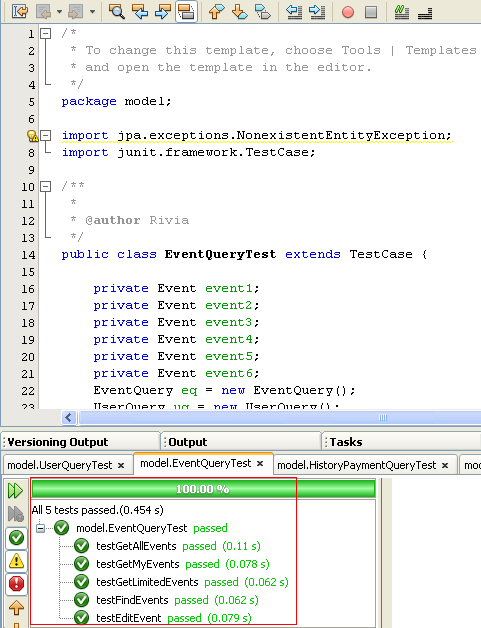 1 /*
2 * To change this template, choose Tools | Templates
3 * and open the template in the editor.
4 */
5 package model;
6
import jpa.exceptions.NonexistentEntityException;
8 import junit.framework.TestCase;
9
10 /**
11 *
12 * @author Rivia
13 */
14 public class EventQueryTest extends TestCase {
15
16 private Event event1;
17 private Event event2;
18 private Event event3;
19 private Event event4;
20 private Event event5;
21 private Event event6;
22 EventQuery eq = new EventQuery();
23 UserQuery uq = new UserQuery();
Versioning Output Output Tasks
model.UserQueryTest × model.EventQueryTest × model.HistoryPaymentQueryTest × mod
100.00 %
All 5 tests passed.(0.454 s)
model.EventQueryTest passed
testGetAllEvents passed (0.11 s)
testGetMyEvents passed (0.078 s)
testGetLimitedEvents passed (0.062 s)
testFindEvents passed (0.062 s)
testEditEvent passed (0.079 s)